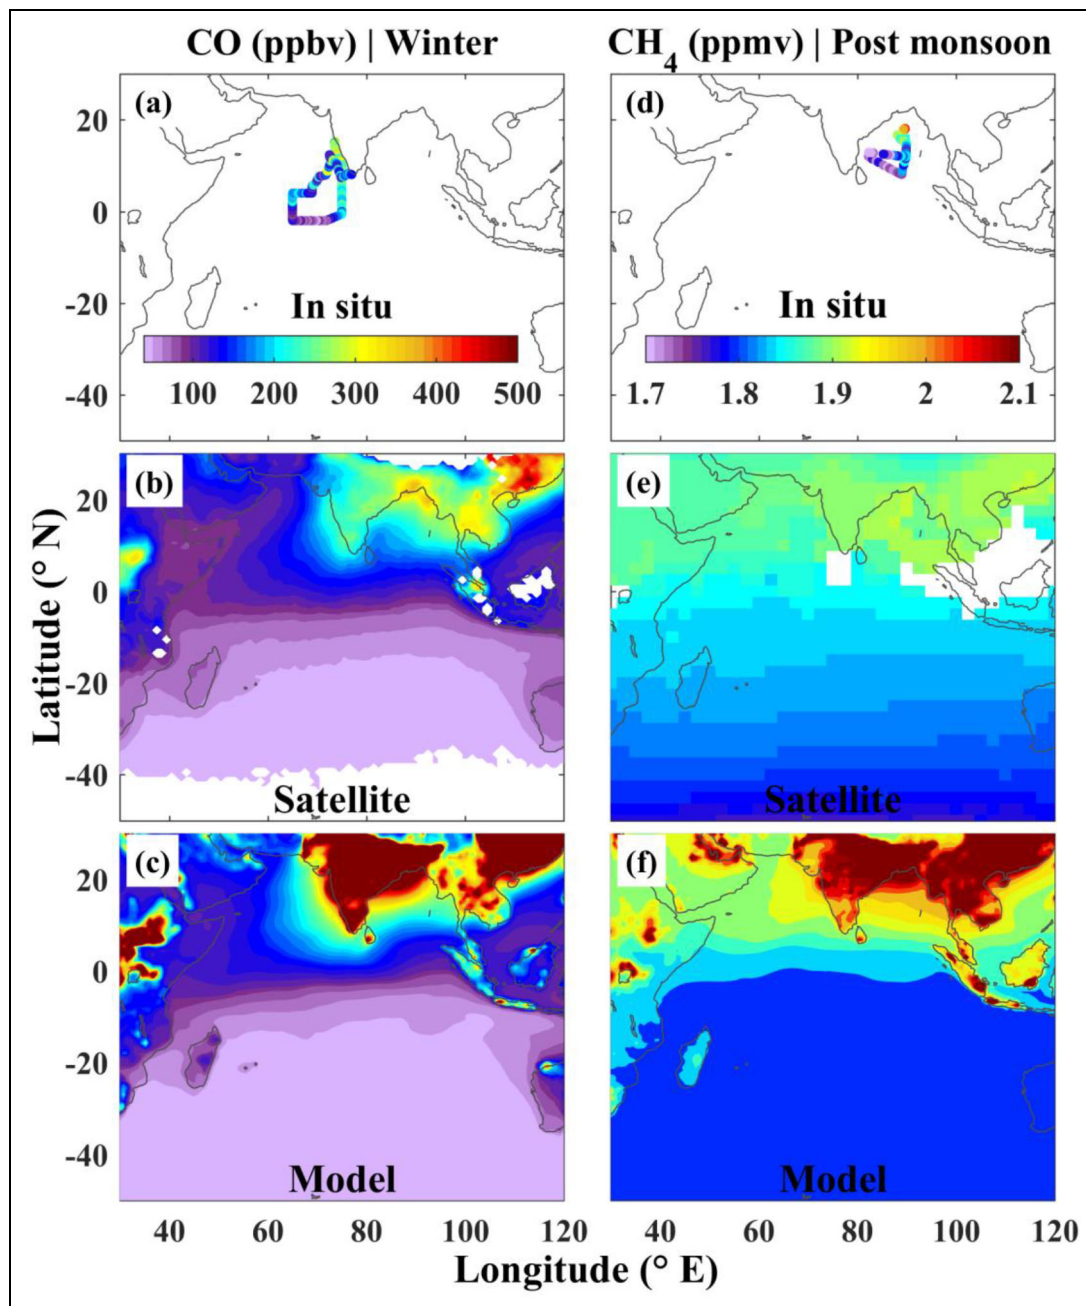 CO (ppbv) | Winter
CH4 (ppmv) | Post monsoon
(a)
20
0
-20
-40
In situ
100 200 300 400 500
(d)
In situ
1.7 1.8 1.9 2 2.1
Latitude (° N)
(b)
20
0
-20
-40
Satellite
(e)
Satellite
(c)
20
0
-20
-40
Model
40 60 80 100 120
(f)
Model
40 60 80 100 120
Longitude (° E)